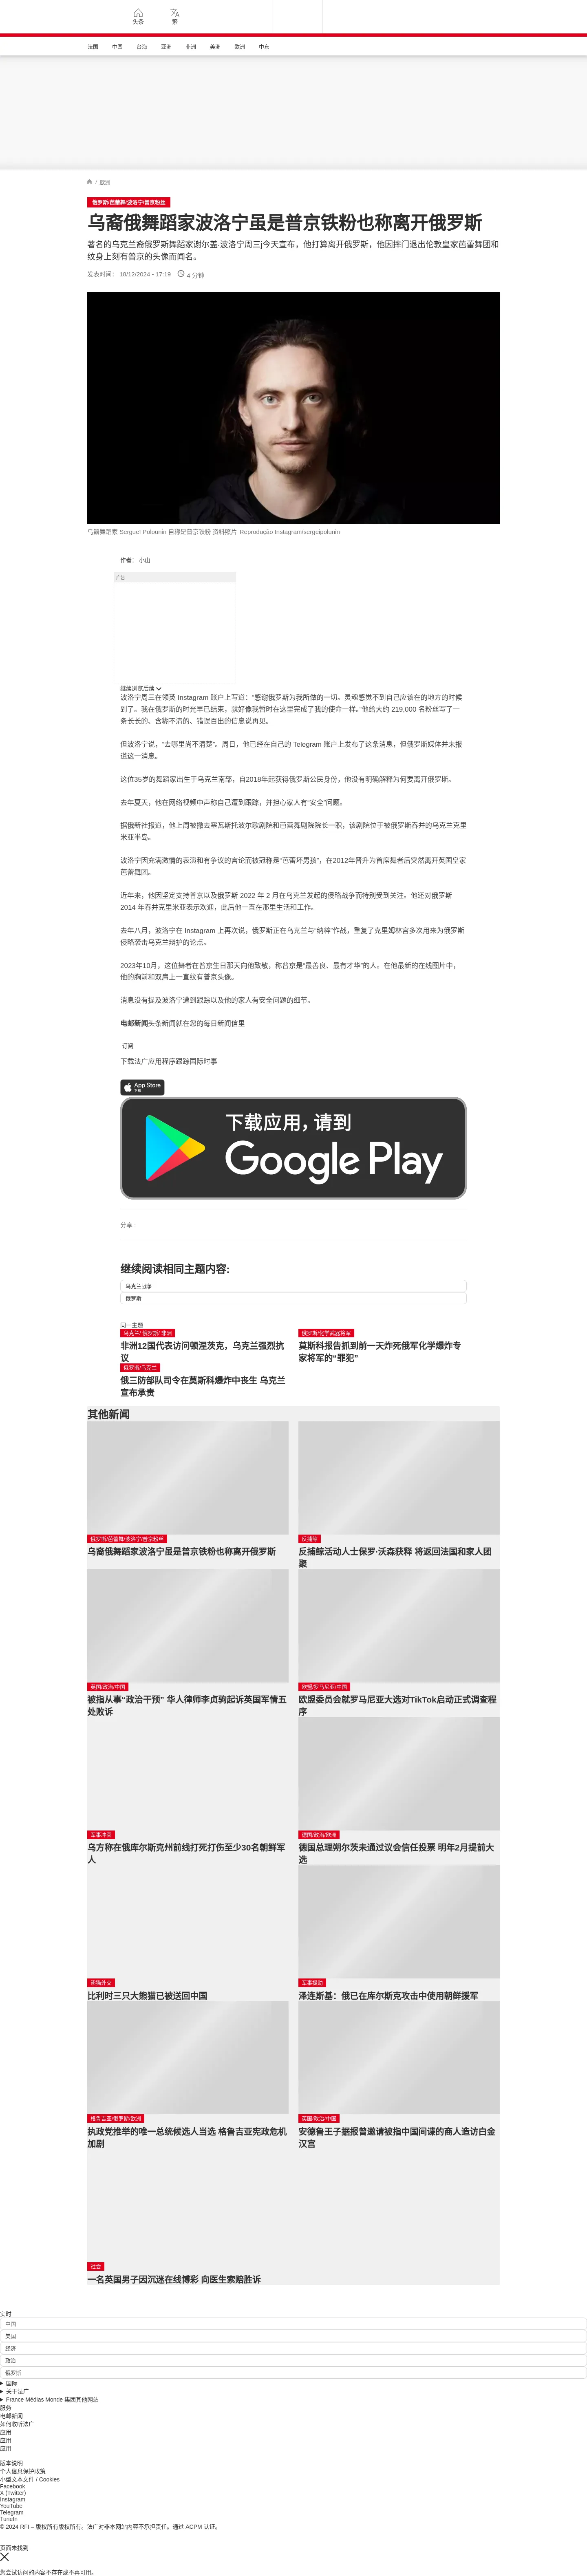 头条
繁
法国
中国
台海
亚洲
非洲
美洲
欧洲
中东
/ 欧洲
俄罗斯/芭蕾舞/波洛宁/普京粉丝
乌裔俄舞蹈家波洛宁虽是普京铁粉也称离开俄罗斯
著名的乌克兰裔俄罗斯舞蹈家谢尔盖·波洛宁周三j今天宣布，他打算离开俄罗斯，他因摔门退出伦敦皇家芭蕾舞团和
纹身上刻有普京的头像而闻名。
发表时间： 18/12/2024 - 17:19 4 分钟
乌籍舞蹈家 Serguei Polounin 自称是普京铁粉 资料照片 Reprodução Instagram/sergeipolunin
作者： 小山
广告
继续浏览后续
波洛宁周三在领英 Instagram 账户上写道：“感谢俄罗斯为我所做的一切。灵魂感觉不到自己应该在的地方的时候
到了。我在俄罗斯的时光早已结束，就好像我暂时在这里完成了我的使命一样。”他给大约 219,000 名粉丝写了一
条长长的、含糊不清的、错误百出的信息说再见。
但波洛宁说，“去哪里尚不清楚”。周日，他已经在自己的 Telegram 账户上发布了这条消息，但俄罗斯媒体并未报
道这一消息。
这位35岁的舞蹈家出生于乌克兰南部，自2018年起获得俄罗斯公民身份，他没有明确解释为何要离开俄罗斯。
去年夏天，他在网络视频中声称自己遭到跟踪，并担心家人有“安全”问题。
据俄新社报道，他上周被撤去塞瓦斯托波尔歌剧院和芭蕾舞剧院院长一职，该剧院位于被俄罗斯吞并的乌克兰克里
米亚半岛。
波洛宁因充满激情的表演和有争议的言论而被冠称是“芭蕾坏男孩”，在2012年晋升为首席舞者后突然离开英国皇家
芭蕾舞团。
近年来，他因坚定支持普京以及俄罗斯 2022 年 2 月在乌克兰发起的侵略战争而特别受到关注。他还对俄罗斯
2014 年吞并克里米亚表示欢迎，此后他一直在那里生活和工作。
去年八月，波洛宁在 Instagram 上再次说，俄罗斯正在乌克兰与“纳粹”作战，重复了克里姆林宫多次用来为俄罗斯
侵略袭击乌克兰辩护的论点。
2023年10月，这位舞者在普京生日那天向他致敬，称普京是“最善良、最有才华”的人。在他最新的在线图片中，
他的胸前和双肩上一直纹有普京头像。
消息没有提及波洛宁遭到跟踪以及他的家人有安全问题的细节。
电邮新闻头条新闻就在您的每日新闻信里
订阅
下载法广应用程序跟踪国际时事
App Store
下载
下载应用，请到
Google Play
分享 :
继续阅读相同主题内容:
乌克兰战争
俄罗斯
同一主题
乌克兰/ 俄罗斯/ 非洲
非洲12国代表访问顿涅茨克，乌克兰强烈抗
议
俄罗斯/化学武器将军
莫斯科报告抓到前一天炸死俄军化学爆炸专
家将军的“罪犯”
俄罗斯/乌克兰
俄三防部队司令在莫斯科爆炸中丧生 乌克兰
宣布承责
其他新闻
俄罗斯/芭蕾舞/波洛宁/普京粉丝
乌裔俄舞蹈家波洛宁虽是普京铁粉也称离开俄罗斯
反捕鲸
反捕鲸活动人士保罗·沃森获释 将返回法国和家人团
聚
英国/政治/中国
被指从事“政治干预” 华人律师李贞驹起诉英国军情五
处败诉
欧盟/罗马尼亚/中国
欧盟委员会就罗马尼亚大选对TikTok启动正式调查程
序
军事冲突
乌方称在俄库尔斯克州前线打死打伤至少30名朝鲜军
人
德国/政治/欧洲
德国总理朔尔茨未通过议会信任投票 明年2月提前大
选
熊猫外交
比利时三只大熊猫已被送回中国
军事援助
泽连斯基：俄已在库尔斯克攻击中使用朝鲜援军
格鲁吉亚/俄罗斯/欧洲
执政党推举的唯一总统候选人当选 格鲁吉亚宪政危机
加剧
英国/政治/中国
安德鲁王子据报曾邀请被指中国间谍的商人造访白金
汉宫
社会
一名英国男子因沉迷在线博彩 向医生索赔胜诉
实时
中国
美国
经济
政治
俄罗斯
国际
关于法广
France Médias Monde 集团其他网站
服务
电邮新闻
如何收听法广
应用
应用
应用
版本说明
个人信息保护政策
小型文本文件 / Cookies
Facebook
X (Twitter)
Instagram
YouTube
Telegram
TuneIn
© 2024 RFI – 版权所有版权所有。法广对非本网站内容不承担责任。通过 ACPM 认证。
页面未找到
您尝试访问的内容不存在或不再可用。